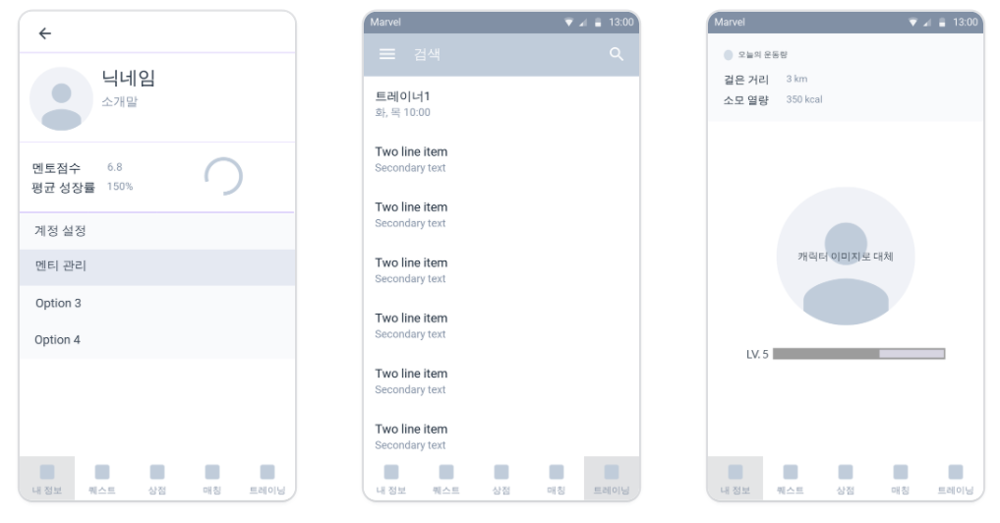 닉네임
소개말
멘토점수 6.8
평균 성장률 150%
계정 설정
멘티 관리
Option 3
Option 4
내 정보 퀘스트 상점 매칭 트레이닝
Marvel 13:00
검색
트레이너1
화, 목 10:00
Two line item
Secondary text
Two line item
Secondary text
Two line item
Secondary text
Two line item
Secondary text
Two line item
Secondary text
Two line item
Secondary text
내 정보 퀘스트 상점 매칭 트레이닝
Marvel 13:00
오늘의 운동량
걸은 거리 3 km
소모 열량 350 kcal
캐릭터 이미지로 대체
LV. 5
내 정보 퀘스트 상점 매칭 트레이닝